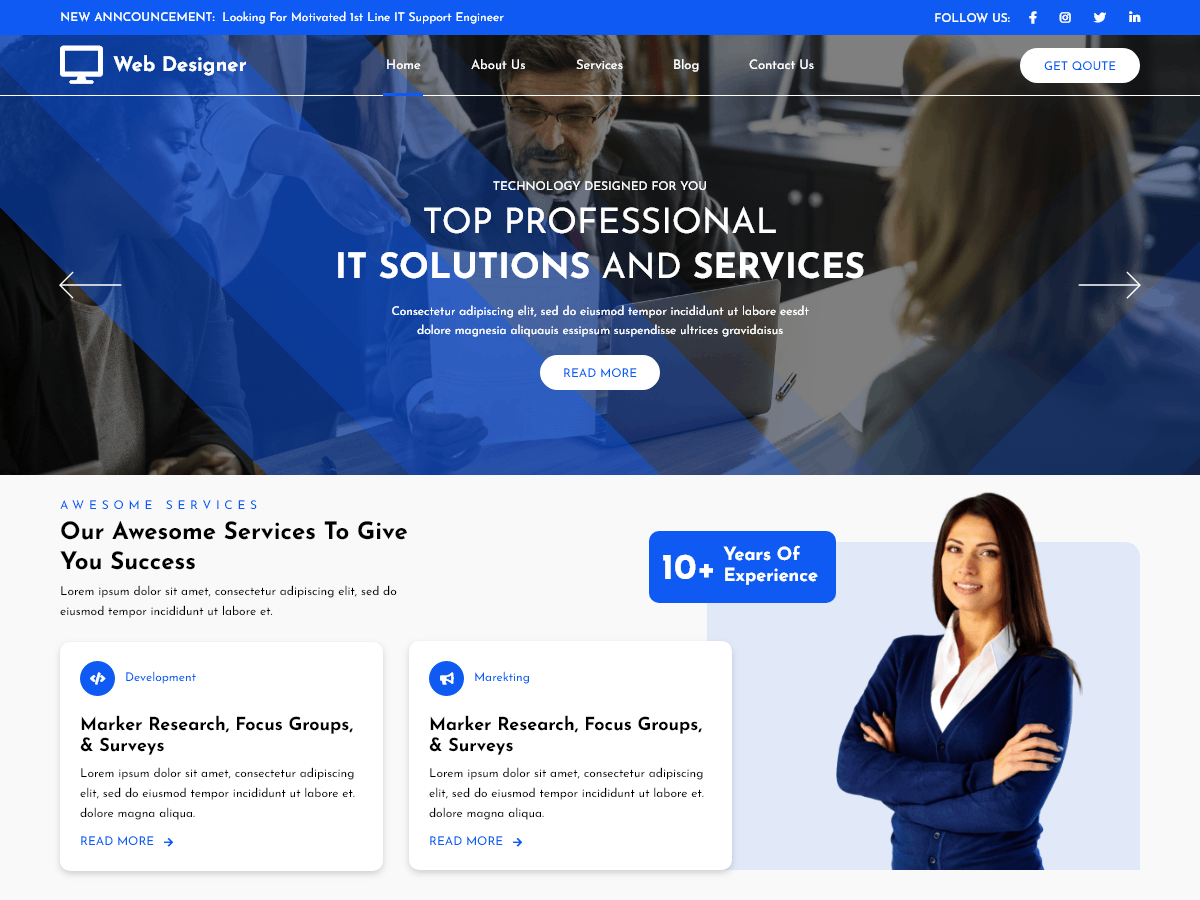 NEW ANNCOUNCEMENT: Looking For Motivated 1st Line IT Support Engineer
FOLLOW US:
Web Designer
Home
About Us
Services
Blog
Contact Us
GET QOUTE
TECHNOLOGY DESIGNED FOR YOU
TOP PROFESSIONAL
IT SOLUTIONS AND SERVICES
Consectetur adipiscing elit, sed do eiusmod tempor incididunt ut labore eesdt
dolore magnesia aliquauis essipsum suspendisse ultrices gravidaisus
READ MORE
AWESOME SERVICES
Our Awesome Services To Give
You Success
Lorem ipsum dolor sit amet, consectetur adipiscing elit, sed do
eiusmod tempor incididunt ut labore et.
10+
Years Of
Experience
Development
Marker Research, Focus Groups,
& Surveys
Lorem ipsum dolor sit amet, consectetur adipiscing
elit, sed do eiusmod tempor incididunt ut labore et.
dolore magna aliqua.
READ MORE
Marekting
Marker Research, Focus Groups,
& Surveys
Lorem ipsum dolor sit amet, consectetur adipiscing
elit, sed do eiusmod tempor incididunt ut labore et.
dolore magna aliqua.
READ MORE